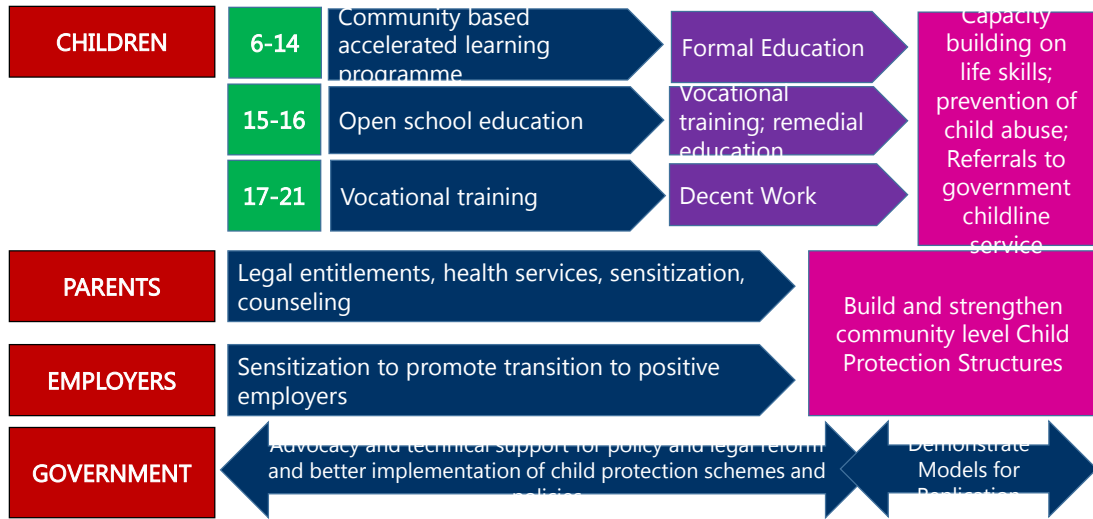 CHILDREN
6-14
Community based
accelerated learning
programme
Formal Education
15-16
Open school education
Vocational
training; remedial
education
17-21
Vocational training
Decent Work
Capacity
building on
life skills;
prevention of
child abuse;
Referrals to
government
childline
service
PARENTS
Legal entitlements, health services, sensitization,
counseling
EMPLOYERS
Sensitization to promote transition to positive
employers
Build and strengthen
community level Child
Protection Structures
GOVERNMENT
Advocacy and technical support for policy and legal reform
and better implementation of child protection schemes and
policies
Demonstrate
Models for
Replication